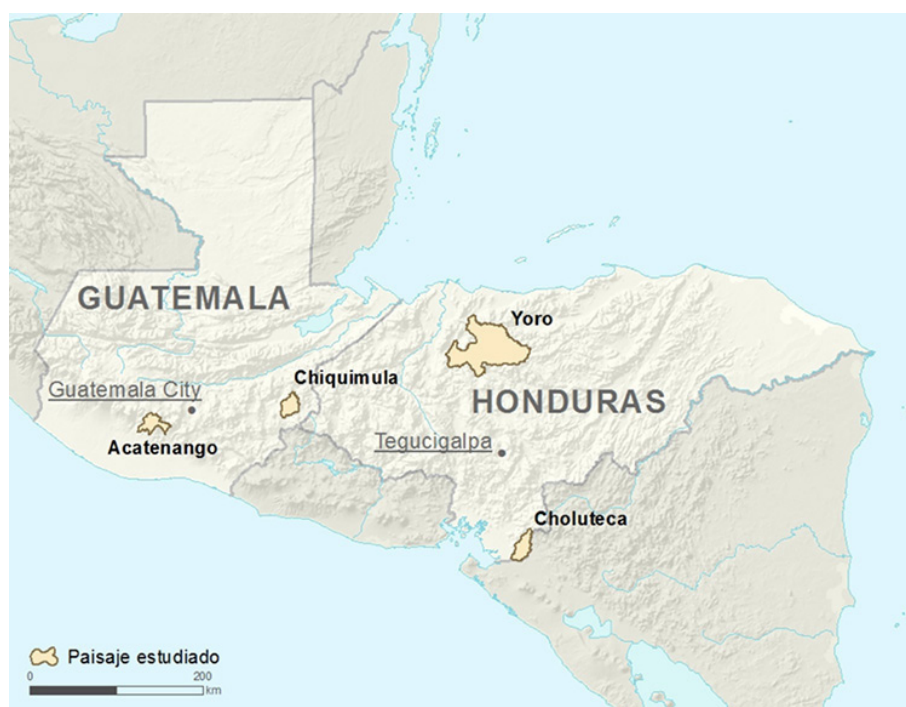 GUATEMALA
Yoro
Chiquimula
Guatemala City
HONDURAS
Acatenango
Tegucigalpa
Choluteca
Paisaje estudiado
0 200
km